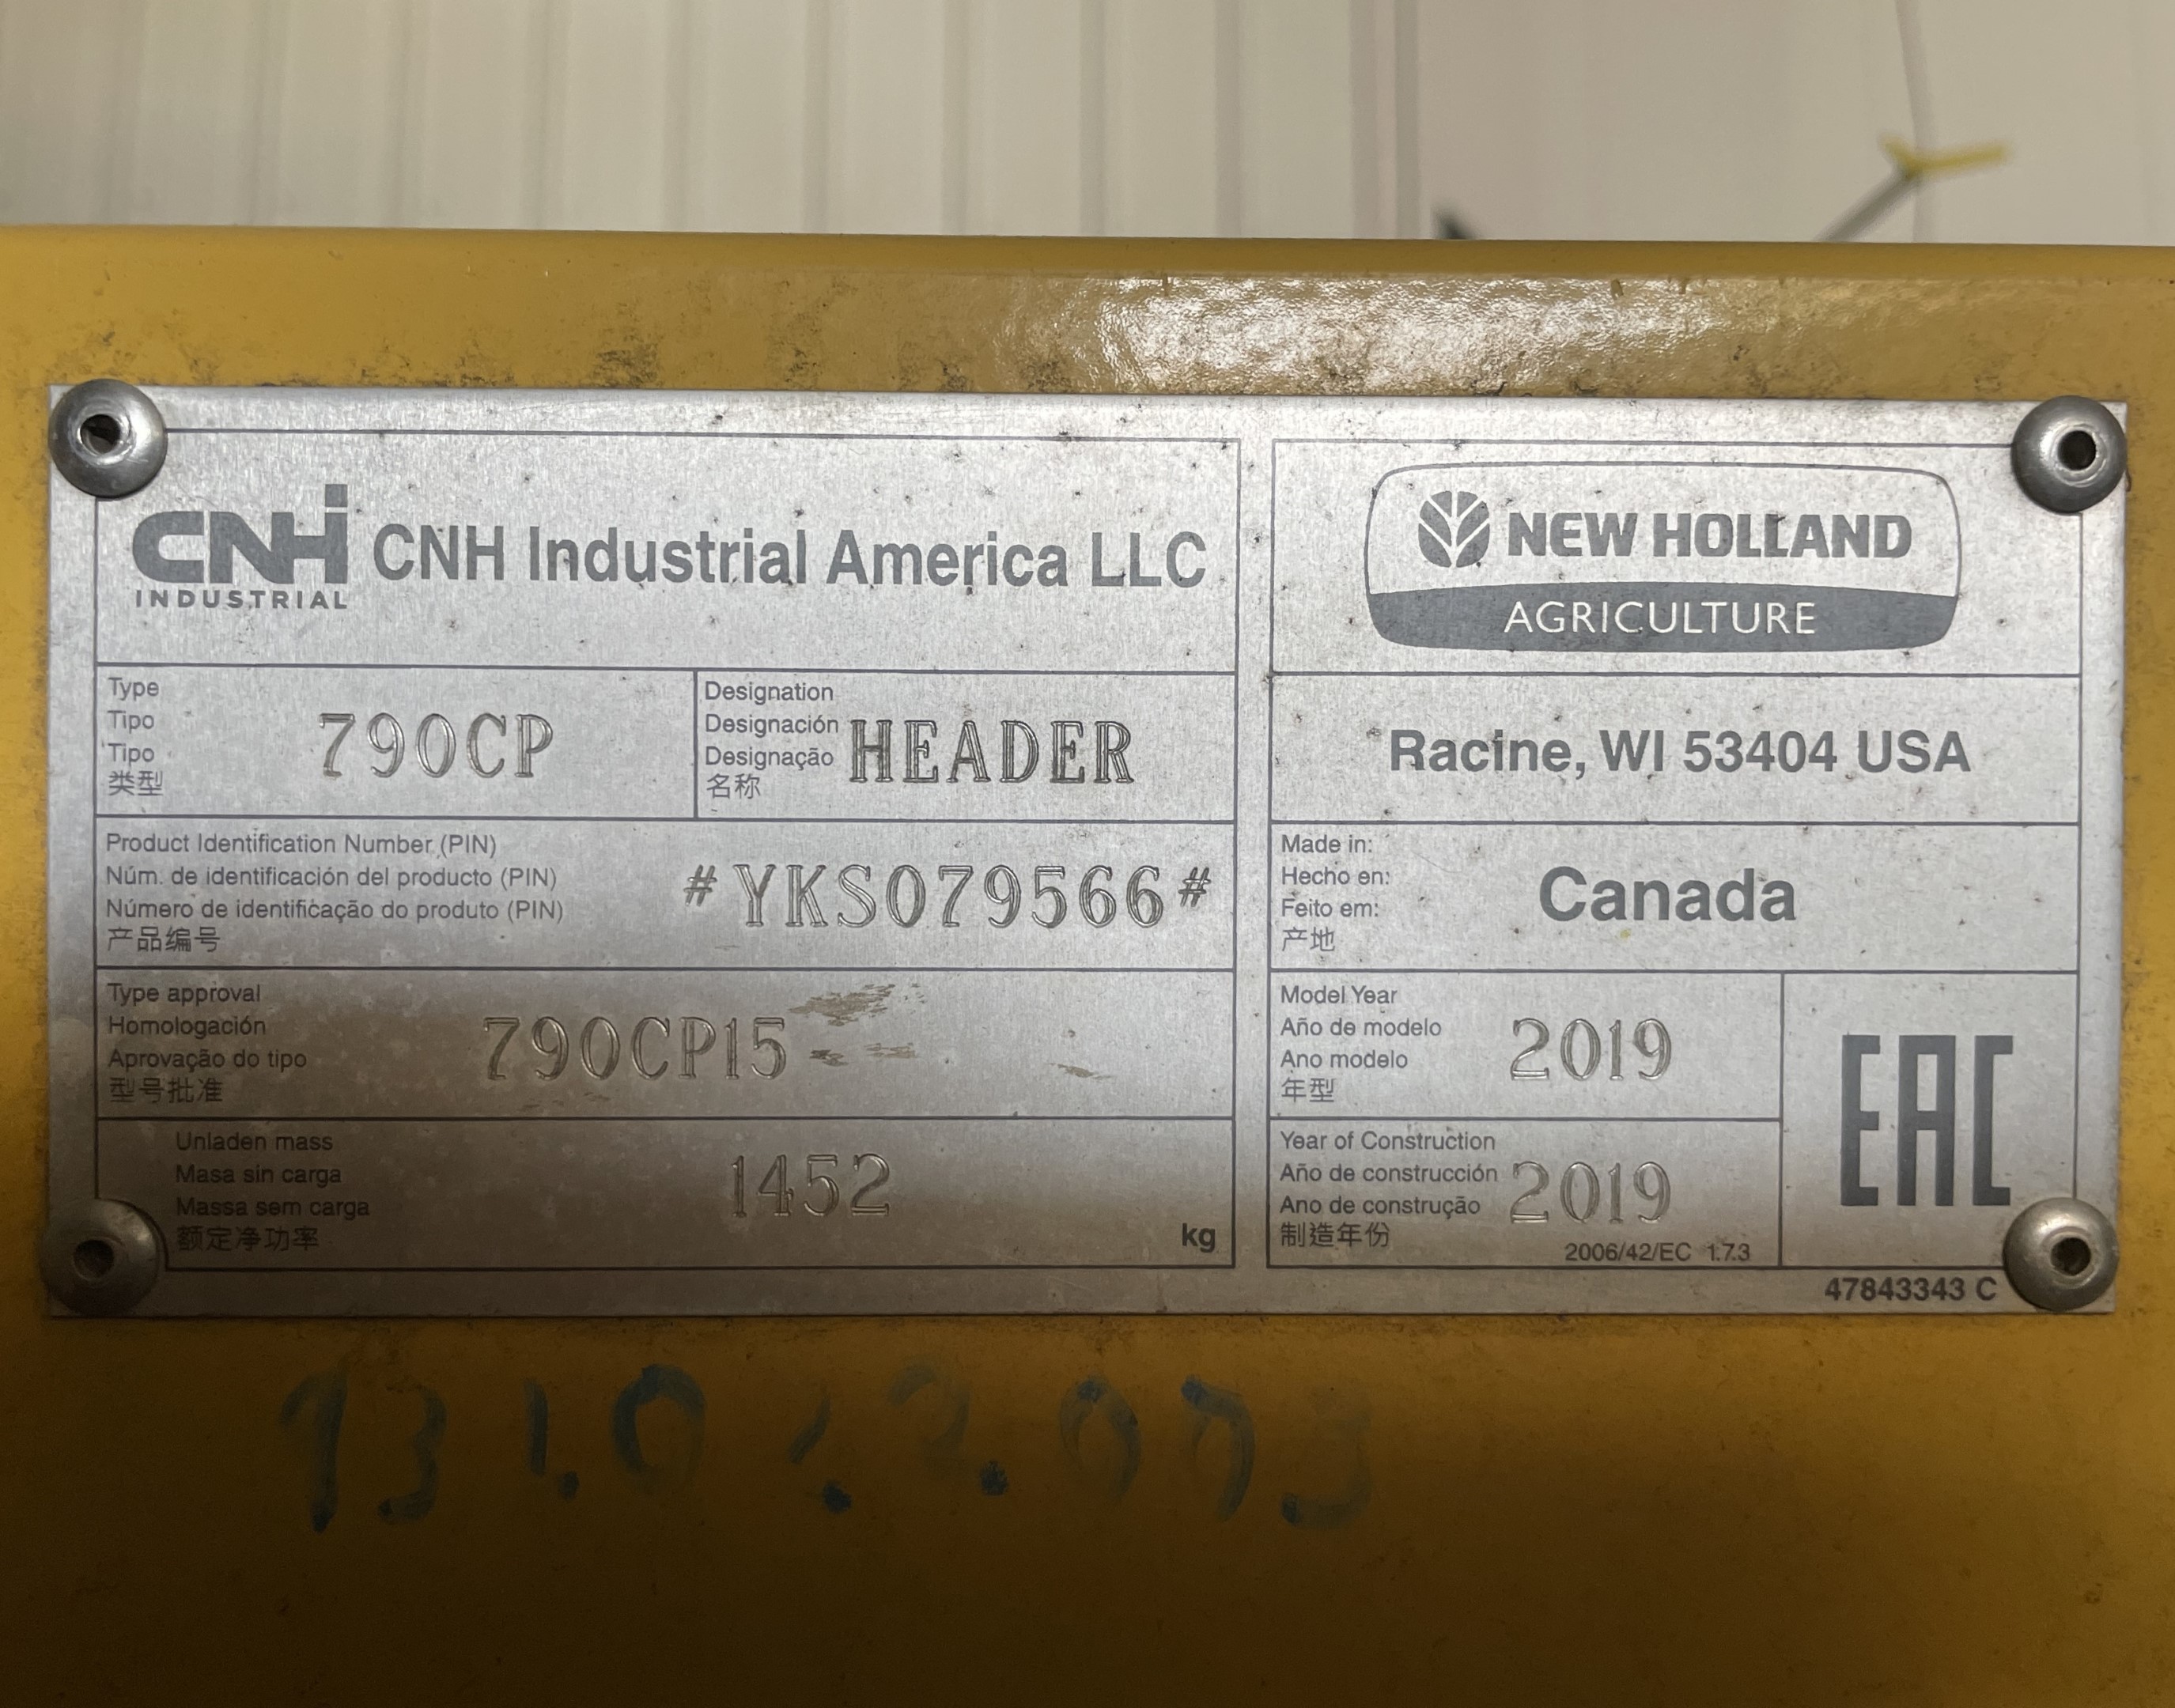 CNHi INDUSTRIAL CNH Industrial America LLC
Type
Tipo
Tipo
类型
790CP
Designation
Designación
Designação
名称
HEADER
Product Identification Number (PIN)
Núm. de identificación del producto (PIN)
Número de identificação do produto (PIN)
产品编号
#YKS079566#
Type approval
Homologación
Aprovação do tipo
型号批准
790CP15
Unladen mass
Masa sin carga
Massa sem carga
额定净功率
1452
kg
NEW HOLLAND
AGRICULTURE
Racine, WI 53404 USA
Made in:
Hecho en:
Feito em:
产地
Canada
Model Year
Año de modelo
Ano modelo
年型
2019
Year of Construction
Año de construcción
Ano de construção
制造年份
2019
2006/42/EC 1.7.3
EAC
47843343 C